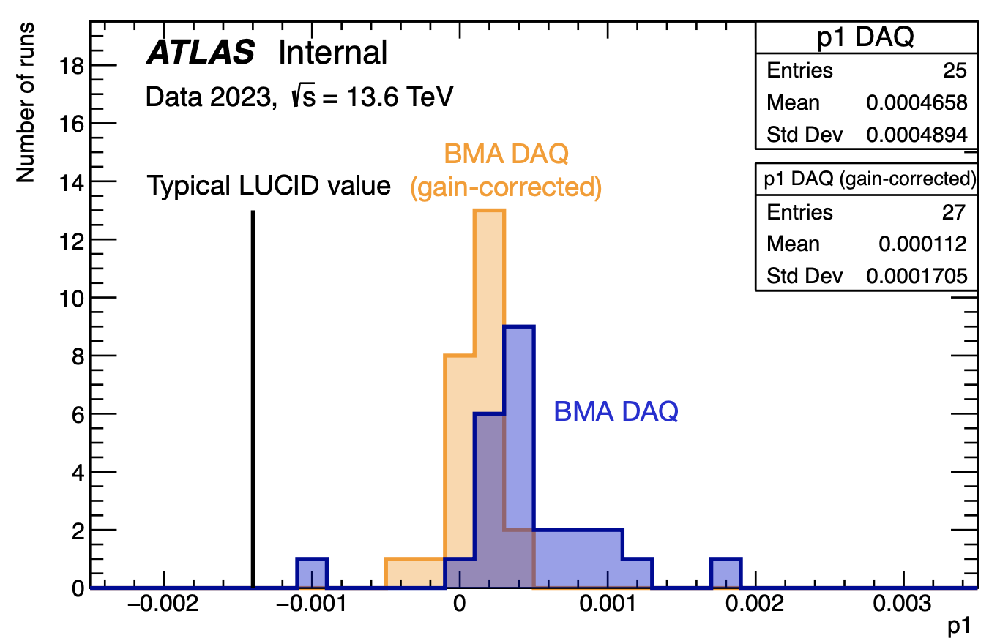 Number of runs
ATLAS Internal
Data 2023, √s = 13.6 TeV
Typical LUCID value
BMA DAQ
(gain-corrected)
BMA DAQ
p1 DAQ
Entries 25
Mean 0.0004658
Std Dev 0.0004894
p1 DAQ (gain-corrected)
Entries 27
Mean 0.000112
Std Dev 0.0001705
18
16
14
12
10
8
6
4
2
0
−0.002 −0.001 0 0.001 0.002 0.003
p1